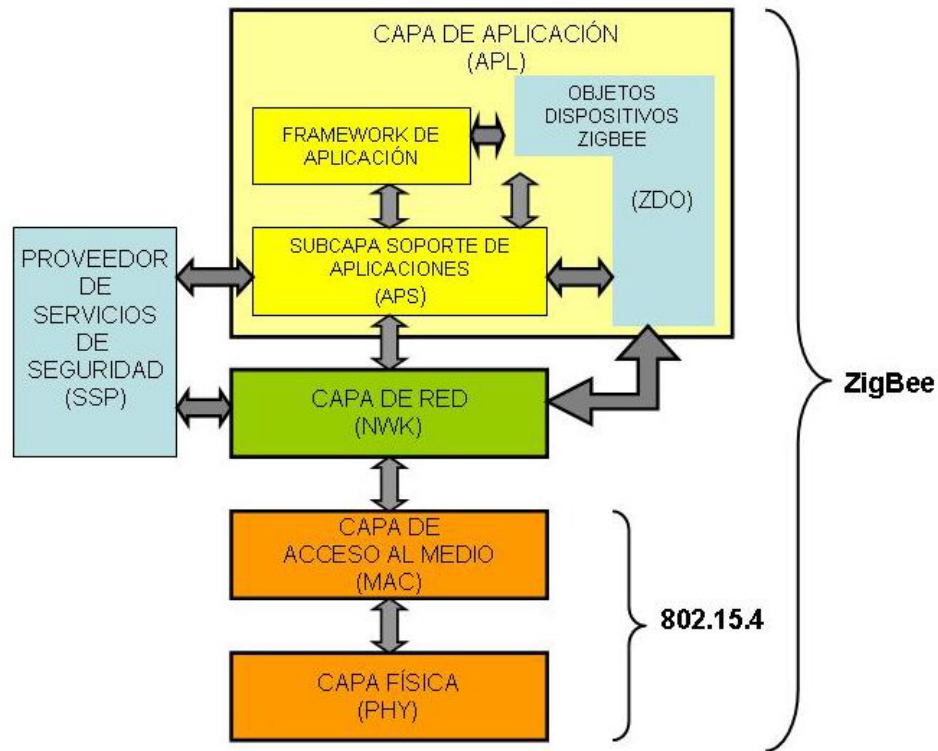 CAPA DE APLICACIÓN
(APL)
OBJETOS
DISPOSITIVOS
ZIGBEE
(ZDO)
FRAMEWORK DE
APLICACIÓN
SUBCAPA SOPORTE DE
APLICACIONES
(APS)
PROVEEDOR
DE
SERVICIOS
DE
SEGURIDAD
(SSP)
CAPA DE RED
(NWK)
ZigBee
CAPA DE
ACCESO AL MEDIO
(MAC)
802.15.4
CAPA FÍSICA
(PHY)